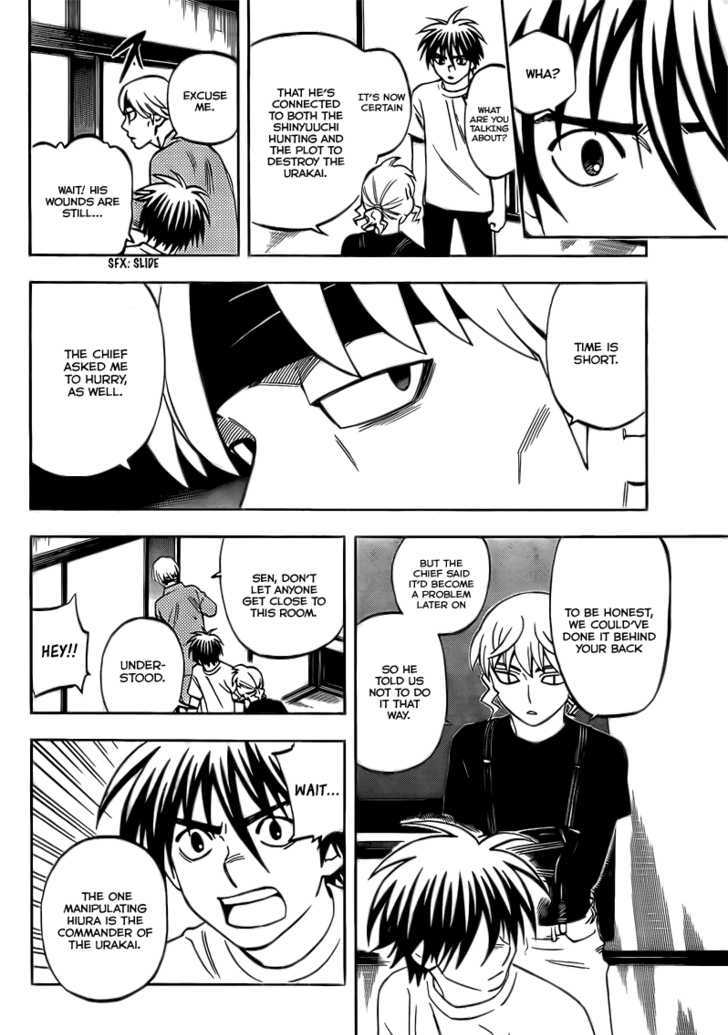 WHA?
WHAT
ARE YOU
TALKING
ABOUT?
IT'S NOW
CERTAIN
THAT HE'S
CONNECTED
TO BOTH THE
SHINYUUCHI
HUNTING AND
THE PLOT TO
DESTROY THE
URAKAI.
EXCUSE
ME.
WAIT! HIS
WOUNDS ARE
STILL...
SFX: SLIDE
TIME IS
SHORT.
THE CHIEF
ASKED ME
TO HURRY,
AS WELL.
TO BE HONEST,
WE COULD'VE
DONE IT BEHIND
YOUR BACK
BUT THE
CHIEF SAID
IT'D BECOME
A PROBLEM
LATER ON
SO HE
TOLD US
NOT TO DO
IT THAT
WAY.
SEN, DON'T
LET ANYONE
GET CLOSE TO
THIS ROOM.
UNDER-
STOOD.
HEY!!
WAIT...
THE ONE
MANIPULATING
HIURA IS THE
COMMANDER OF
THE URAKAI.